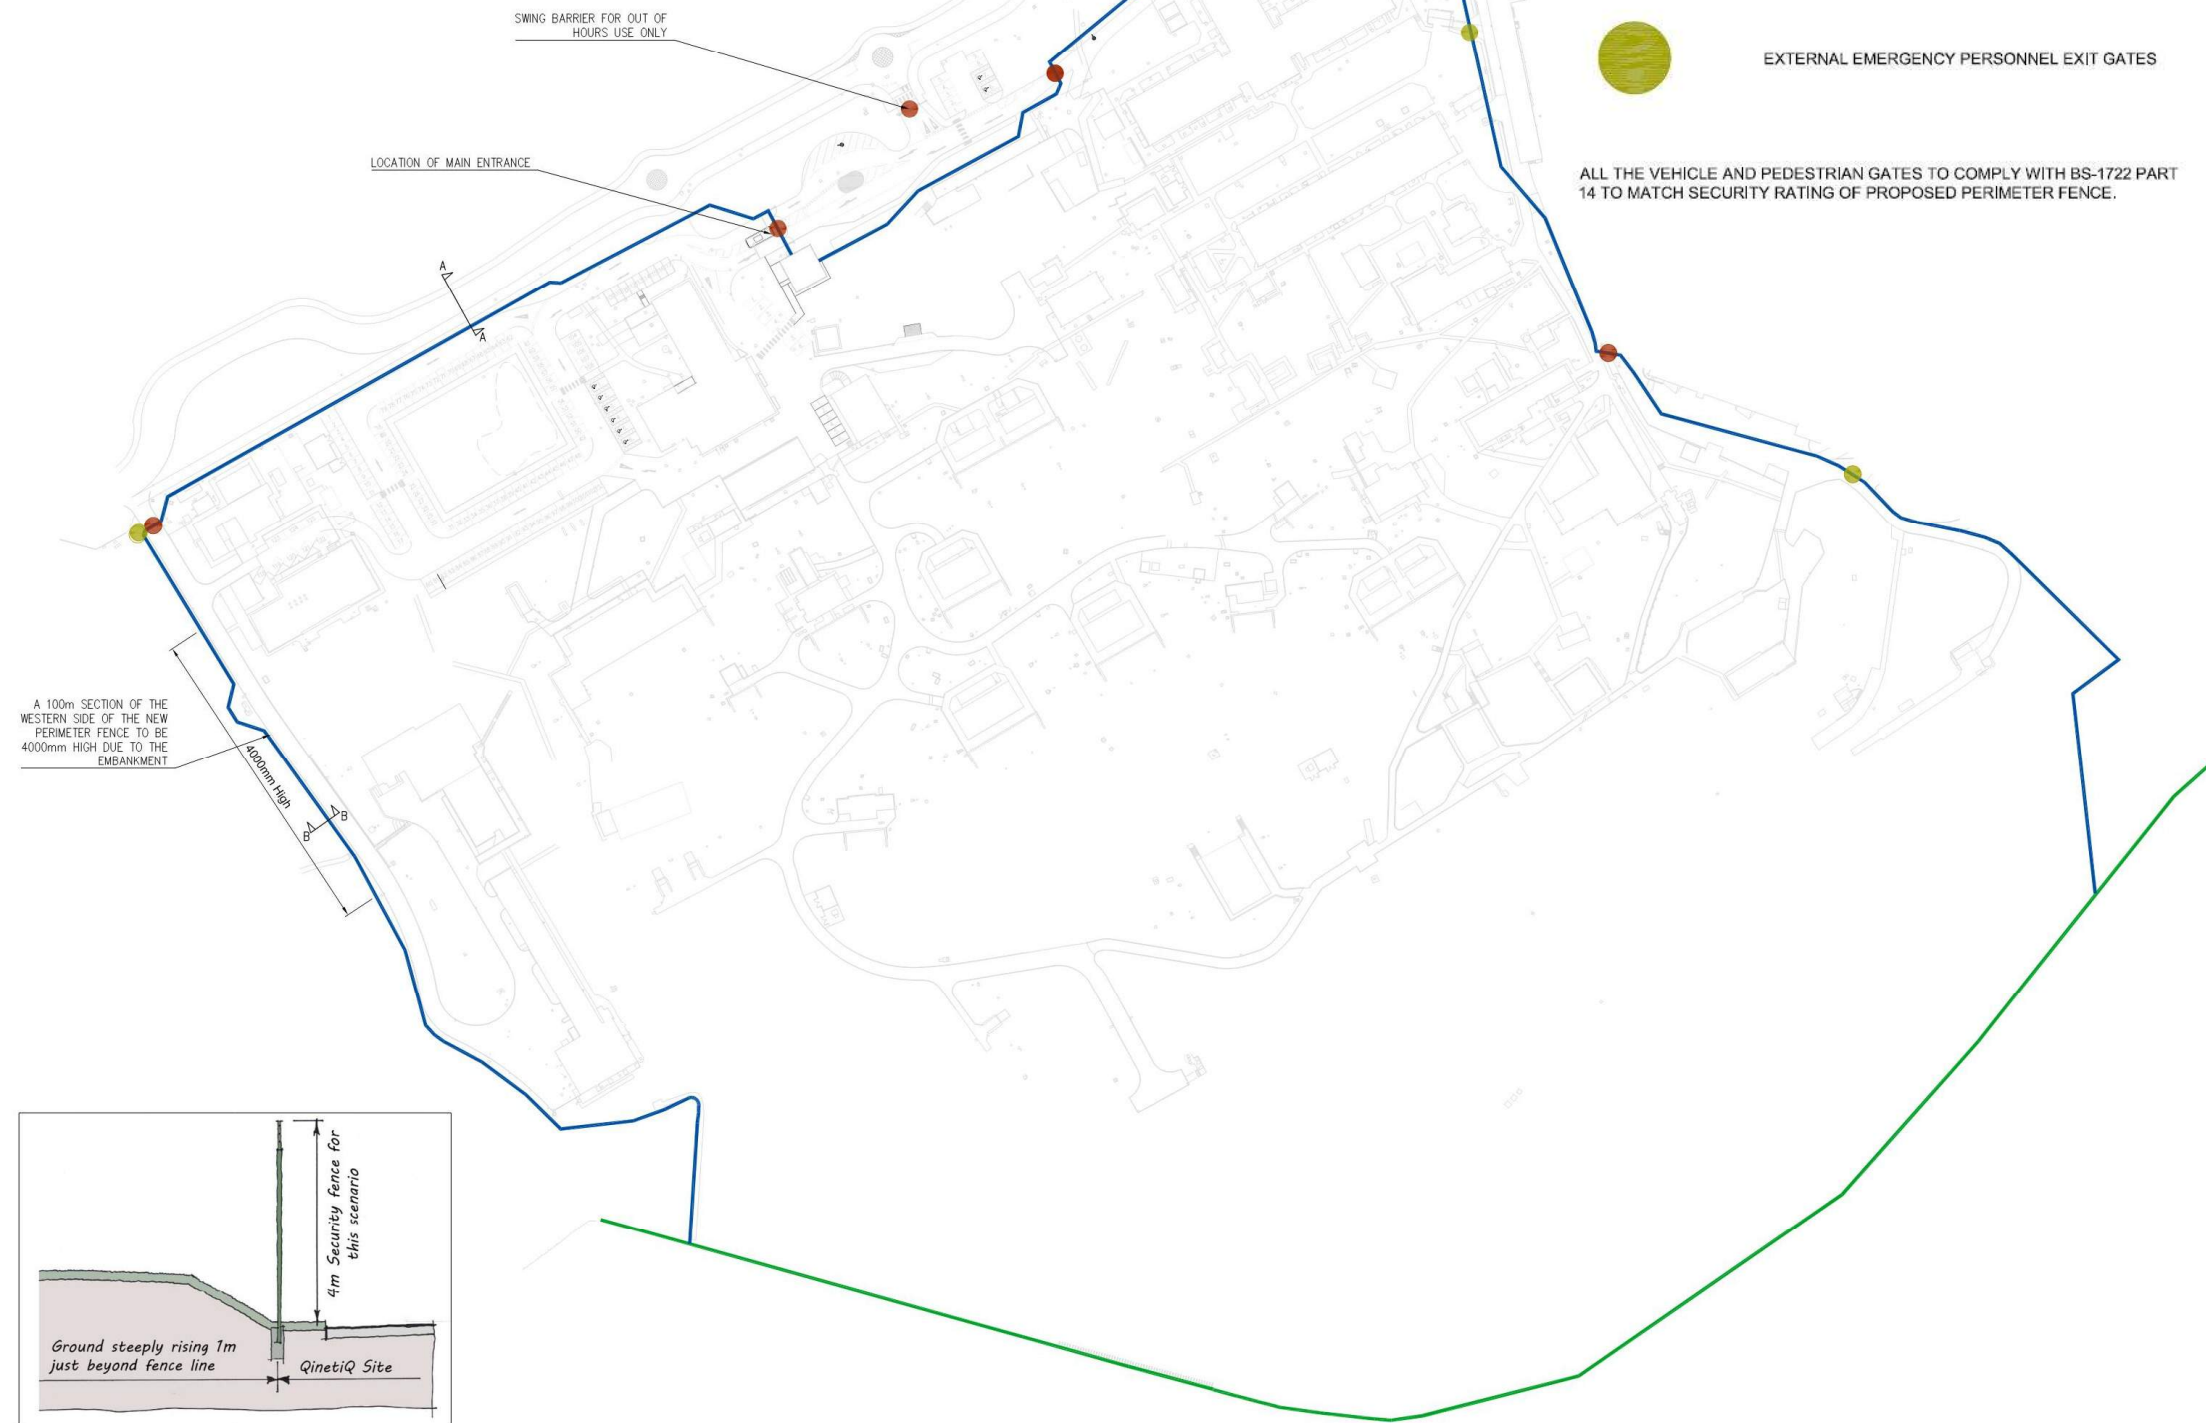 SWING BARRIER FOR OUT OF
HOURS USE ONLY
EXTERNAL EMERGENCY PERSONNEL EXIT GATES
LOCATION OF MAIN ENTRANCE
ALL THE VEHICLE AND PEDESTRIAN GATES TO COMPLY WITH BS-1722 PART
14 TO MATCH SECURITY RATING OF PROPOSED PERIMETER FENCE.
A
A
A 100m SECTION OF THE
WESTERN SIDE OF THE NEW
PERIMETER FENCE TO BE
4000mm HIGH DUE TO THE
EMBANKMENT
4000mm High
B
B
4m Security fence for
this scenario
Ground steeply rising 1m
just beyond fence line
QinetiQ Site